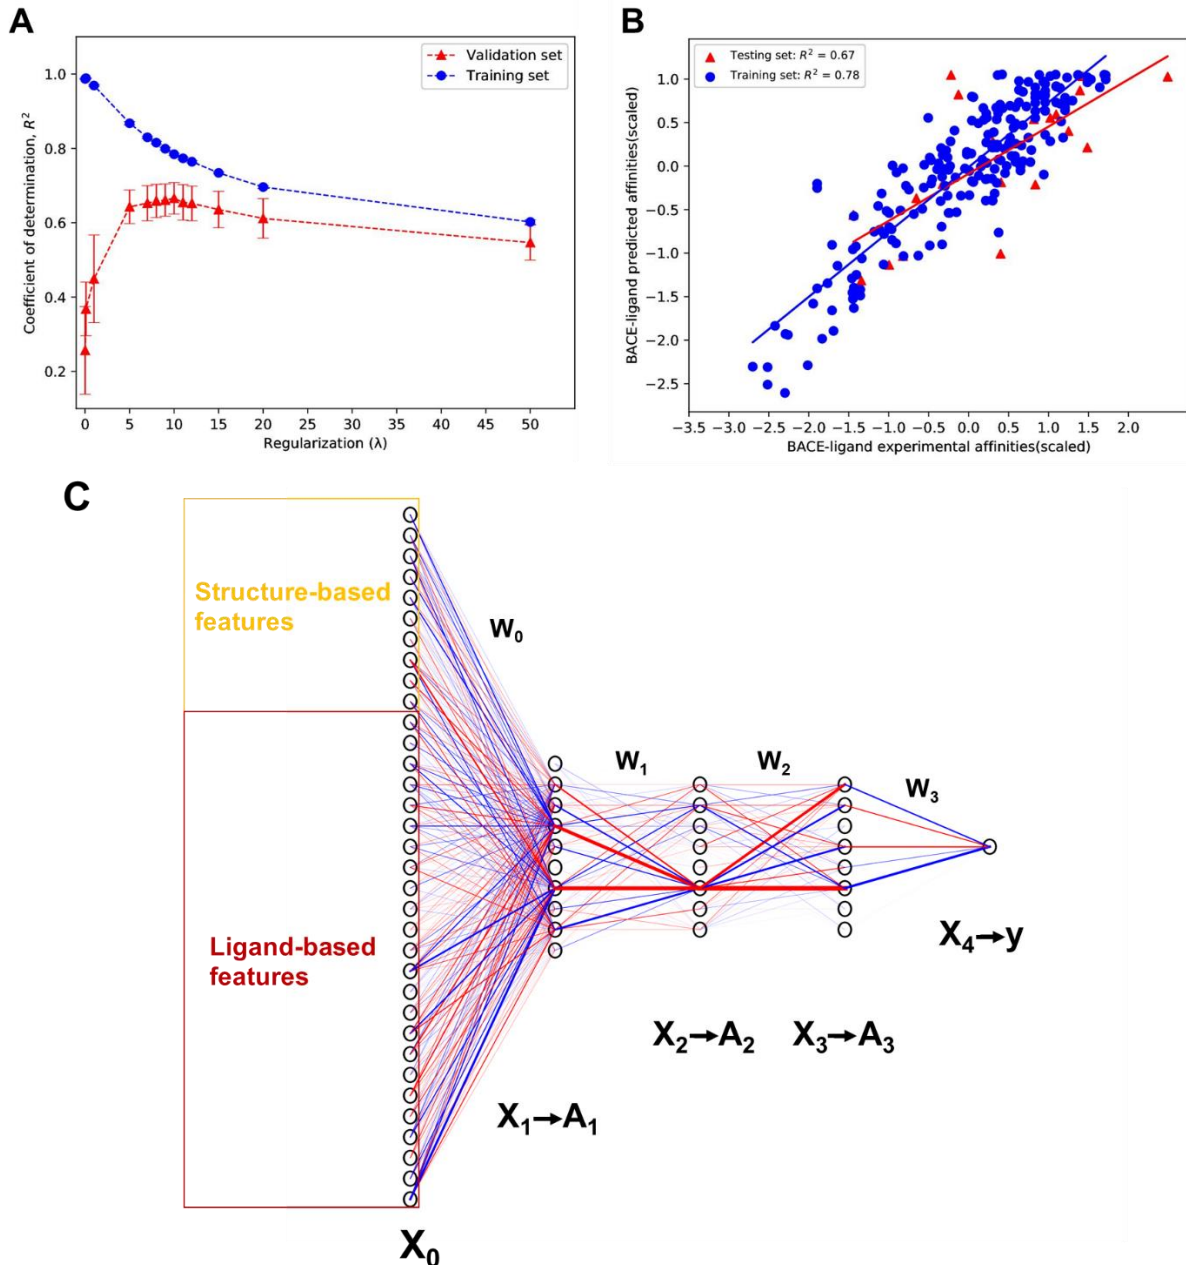 A
Validation set
Training set
Coefficient of determination, R²
1.0
0.8
0.6
0.4
0.2
0 5 10 15 20 25 30 35 40 45 50
Regularization (λ)
B
Testing set: R² = 0.67
Training set: R² = 0.78
BACE-ligand predicted affinities(scaled)
1.0
0.5
0.0
−0.5
−1.0
−1.5
−2.0
−2.5
−3.5 −3.0 −2.5 −2.0 −1.5 −1.0 −0.5 0.0 0.5 1.0 1.5 2.0
BACE-ligand experimental affinities(scaled)
C
Structure-based
features
Ligand-based
features
W₀
W₁
W₂
W₃
X₄→y
X₂→A₂
X₃→A₃
X₁→A₁
X₀